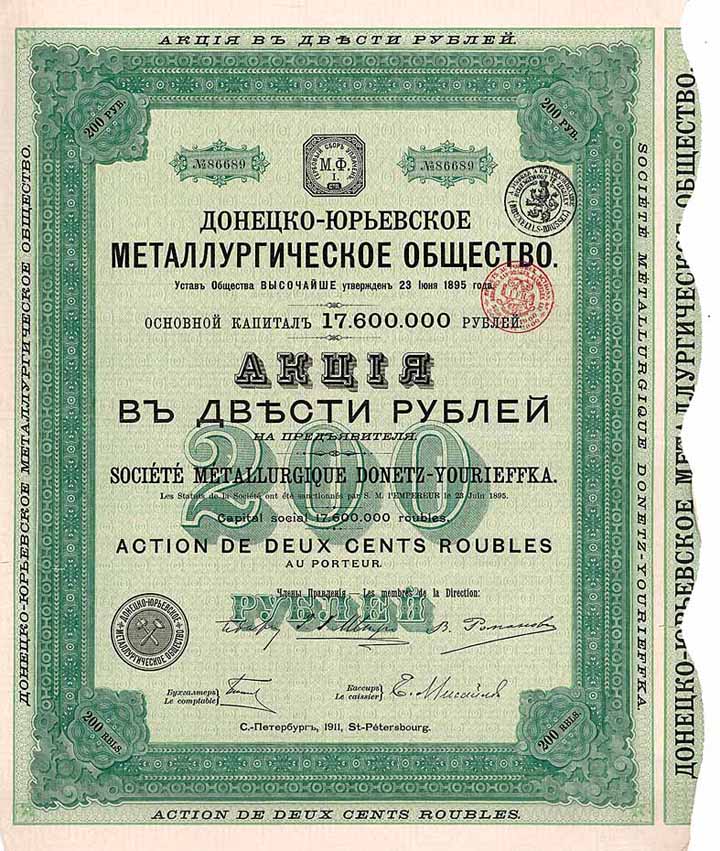 АКЦІЯ ВЪ ДВѢСТИ РУБЛЕЙ.
200 РУБ.
200 РУБ.
№86689
М.Ф.
I.
№86689
ДОНЕЦКО-ЮРЬЕВСКОЕ
МЕТАЛЛУРГИЧЕСКОЕ ОБЩЕСТВО.
Уставъ Общества ВЫСОЧАЙШЕ утвержденъ 23 Іюня 1895 года.
ОСНОВНОЙ КАПИТАЛЪ 17.600.000 РУБЛЕЙ.
АКЦІЯ
ВЪ ДВѢСТИ РУБЛЕЙ
200
НА ПРЕДЪЯВИТЕЛЯ.
SOCIÉTÉ MÉTALLURGIQUE DONETZ-YOURIEFFKA.
Les Statuts de la Société ont été sanctionnés par S. M. l'EMPEREUR le 23 Juin 1895.
Capital social 17.600.000 roubles.
ACTION DE DEUX CENTS ROUBLES
AU PORTEUR.
Члены Правленія Les membres de la Direction:
РУБЛЕЙ
В. Романовъ
ДОНЕЦКО-ЮРЬЕВСКОЕ
МЕТАЛЛУРГИЧЕСКОЕ ОБЩЕСТВО
Бухгалтеръ
Le comptable
Кассиръ
Le caissier
С.-Петербургъ, 1911, St-Pétersbourg.
200 RBLS.
200 RBLS.
ACTION DE DEUX CENTS ROUBLES.
ДОНЕЦКО-ЮРЬЕВСКОЕ МЕТАЛЛУРГИЧЕСКОЕ ОБЩЕСТВО.
SOCIÉTÉ MÉTALLURGIQUE DONETZ-YOURIEFFKA
ДОНЕЦКО-ЮРЬЕВСКОЕ МЕТАЛЛУРГИЧЕСКОЕ ОБЩЕСТВО.